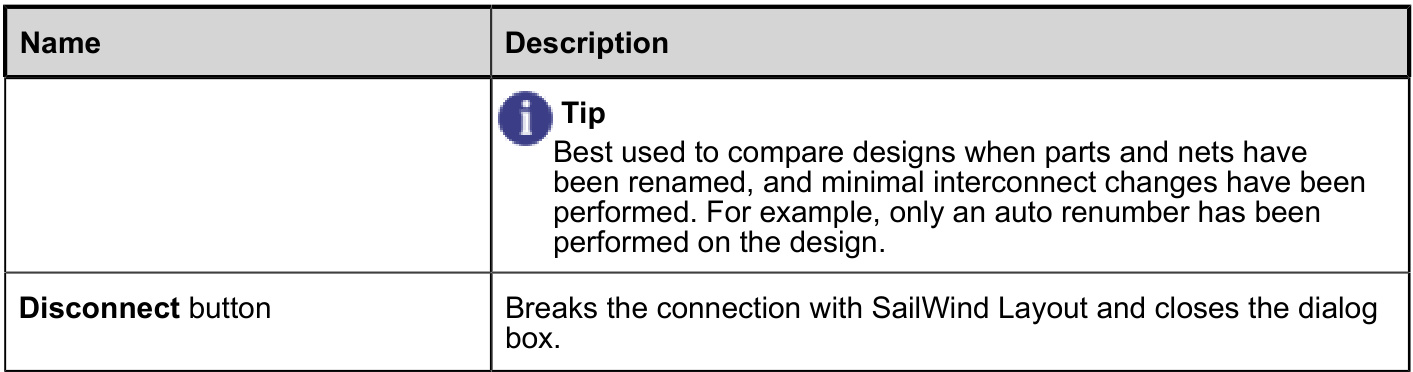 Name
Description
Tip
Best used to compare designs when parts and nets have
been renamed, and minimal interconnect changes have been
performed. For example, only an auto renumber has been
performed on the design.
Disconnect button
Breaks the connection with SailWind Layout and closes the dialog
box.